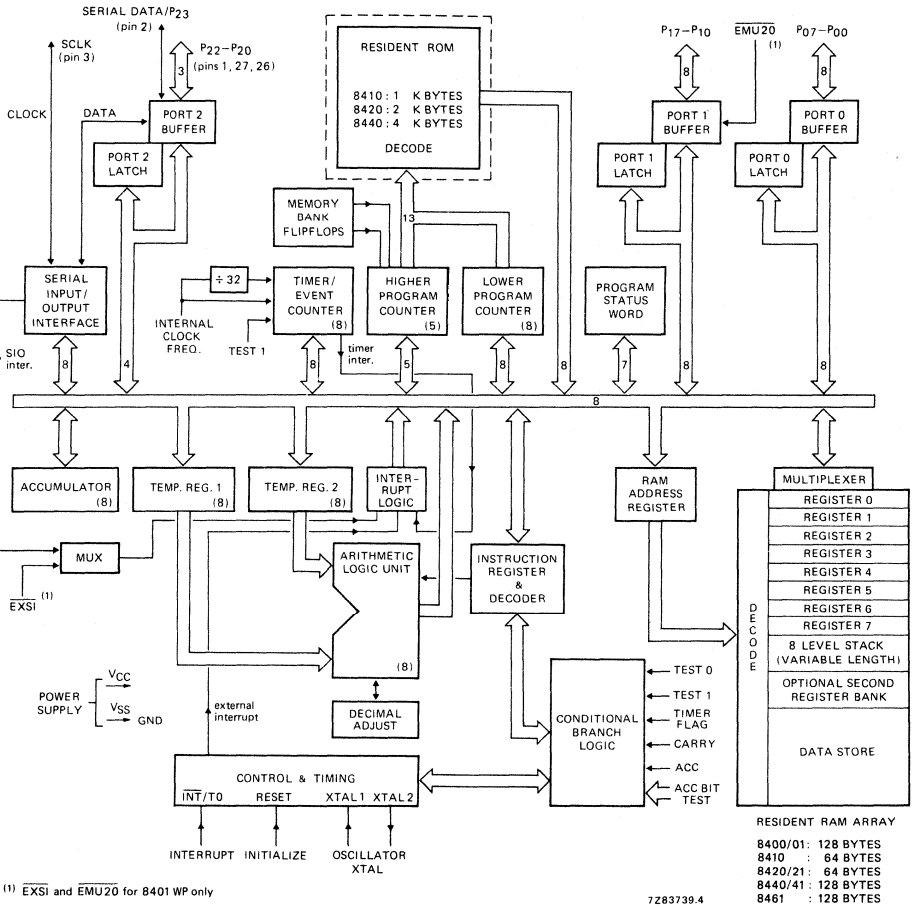 SERIAL DATA/P23
(pin 2)
SCLK
(pin 3)
P22–P20
(pins 1, 27, 26)
3
CLOCK
DATA
PORT 2
BUFFER
PORT 2
LATCH
RESIDENT ROM
8410 : 1 K BYTES
8420 : 2 K BYTES
8440 : 4 K BYTES
DECODE
P17–P10
EMU20
(1)
P07–P00
8
8
PORT 1
BUFFER
PORT 0
BUFFER
PORT 1
LATCH
PORT 0
LATCH
MEMORY
BANK
FLIPFLOPS
13
SERIAL
INPUT/
OUTPUT
INTERFACE
÷ 32
TIMER/
EVENT
COUNTER
(8)
HIGHER
PROGRAM
COUNTER
(5)
LOWER
PROGRAM
COUNTER
(8)
PROGRAM
STATUS
WORD
INTERNAL
CLOCK
FREQ.
TEST 1
timer
inter.
SIO
inter.
8
4
8
5
8
8
7
8
8
8
ACCUMULATOR
(8)
TEMP. REG. 1
(8)
TEMP. REG. 2
(8)
INTER–
RUPT
LOGIC
RAM
ADDRESS
REGISTER
MULTIPLEXER
REGISTER 0
REGISTER 1
REGISTER 2
REGISTER 3
REGISTER 4
REGISTER 5
REGISTER 6
REGISTER 7
8 LEVEL STACK
(VARIABLE LENGTH)
OPTIONAL SECOND
REGISTER BANK
DATA STORE
DECODE
MUX
EXSI (1)
ARITHMETIC
LOGIC UNIT
(8)
INSTRUCTION
REGISTER
&
DECODER
DECIMAL
ADJUST
POWER
SUPPLY
VCC
VSS
GND
external
interrupt
CONDITIONAL
BRANCH
LOGIC
TEST 0
TEST 1
TIMER
FLAG
CARRY
ACC
ACC BIT
TEST
CONTROL & TIMING
INT/T0 RESET XTAL 1 XTAL 2
INTERRUPT INITIALIZE OSCILLATOR
XTAL
RESIDENT RAM ARRAY
8400/01 : 128 BYTES
8410 : 64 BYTES
8420/21 : 64 BYTES
8440/41 : 128 BYTES
8461 : 128 BYTES
(1) EXSI and EMU20 for 8401 WP only
7Z83739.4